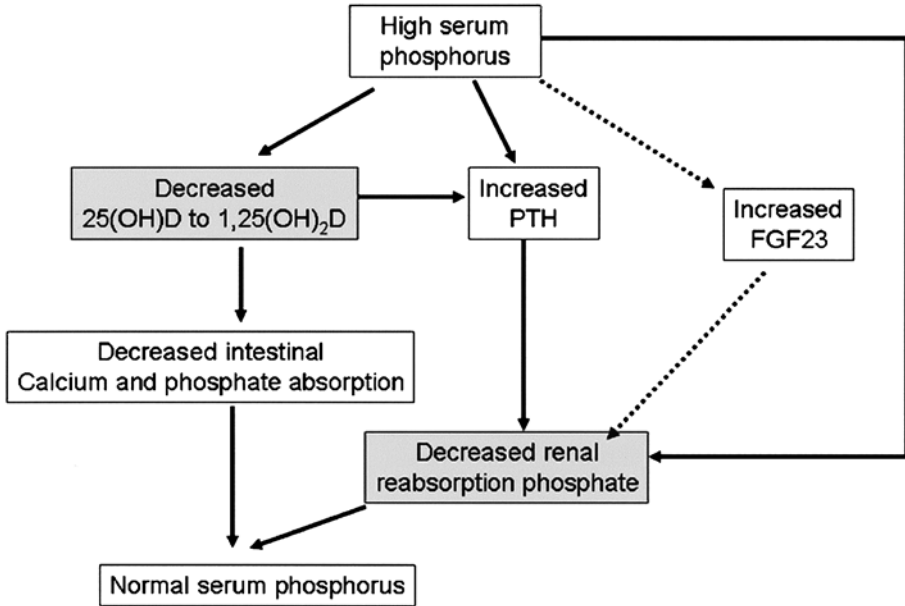 High serum
phosphorus
Decreased
25(OH)D to 1,25(OH)₂D
Increased
PTH
Increased
FGF23
Decreased intestinal
Calcium and phosphate absorption
Decreased renal
reabsorption phosphate
Normal serum phosphorus